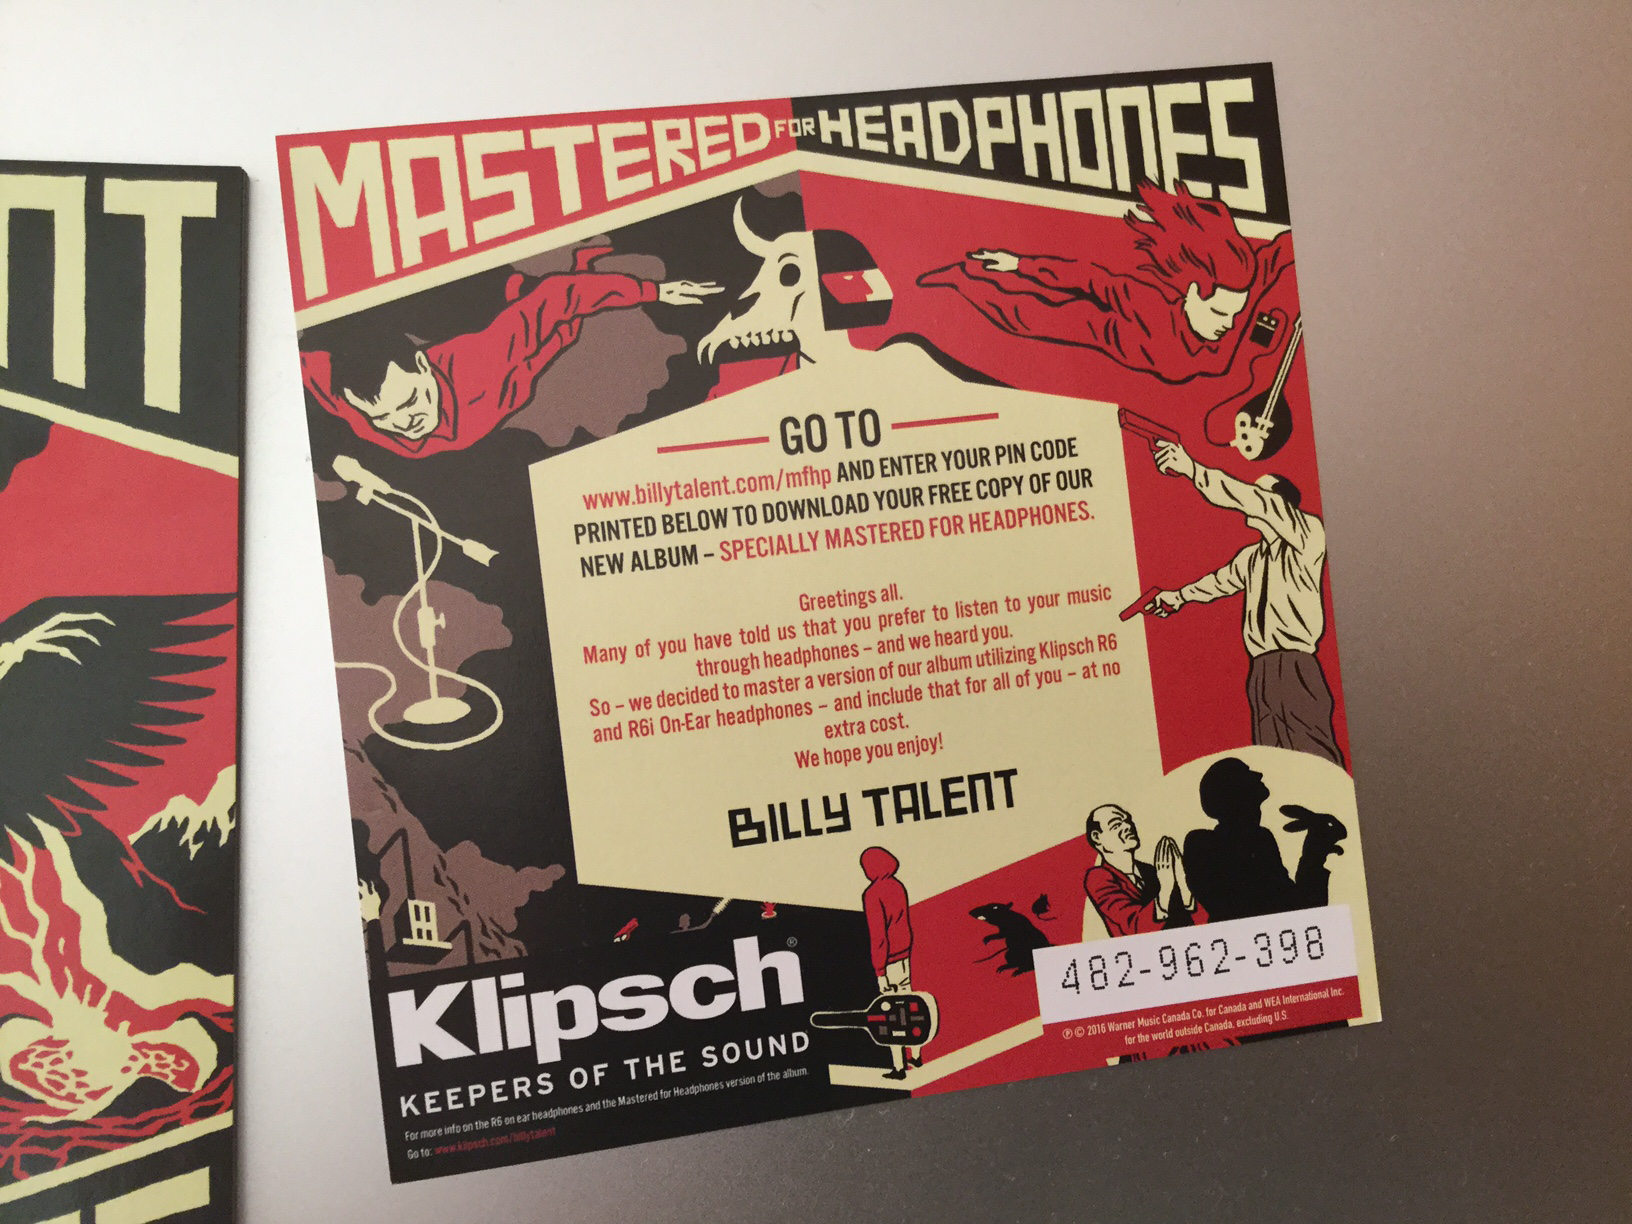 NT
MASTERED FOR HEADPHONES
GO TO
www.billytalent.com/mfhp AND ENTER YOUR PIN CODE
PRINTED BELOW TO DOWNLOAD YOUR FREE COPY OF OUR
NEW ALBUM – SPECIALLY MASTERED FOR HEADPHONES.
Greetings all.
Many of you have told us that you prefer to listen to your music
through headphones – and we heard you.
So – we decided to master a version of our album utilizing Klipsch R6
and R6i On-Ear headphones – and include that for all of you – at no
extra cost.
We hope you enjoy!
BILLY TALENT
Klipsch®
KEEPERS OF THE SOUND
For more info on the R6 on ear headphones and the Mastered for Headphones version of the album.
Go to: www.klipsch.com/billytalent
482-962-398
℗ © 2016 Warner Music Canada Co. for Canada and WEA International Inc.
for the world outside Canada, excluding U.S.